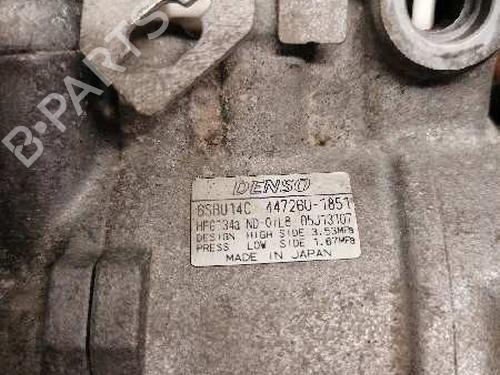 B-PARTS
DENSO
6SBU14C 447260-1851
HFC134a ND-OIL8 05J73107
DESIGN HIGH SIDE 3.53MPa
PRESS LOW SIDE 1.67MPa
MADE IN JAPAN